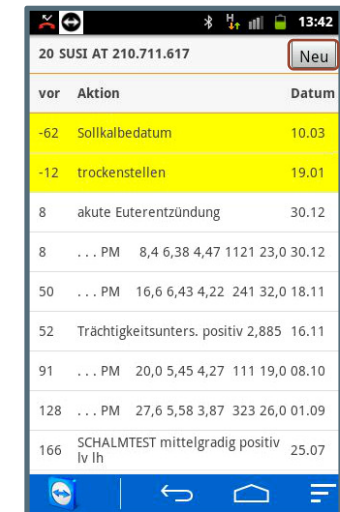 13:42
20 SUSI AT 210.711.617 Neu
vor Aktion Datum
-62 Sollkalbedatum 10.03
-12 trockenstellen 19.01
8 akute Euterentzündung 30.12
8 . . . PM 8,4 6,38 4,47 1121 23,0 30.12
50 . . . PM 16,6 6,43 4,22 241 32,0 18.11
52 Trächtigkeitsunters. positiv 2,885 16.11
91 . . . PM 20,0 5,45 4,27 111 19,0 08.10
128 . . . PM 27,6 5,58 3,87 323 26,0 01.09
166 SCHALMTEST mittelgradig positiv 25.07
lv lh